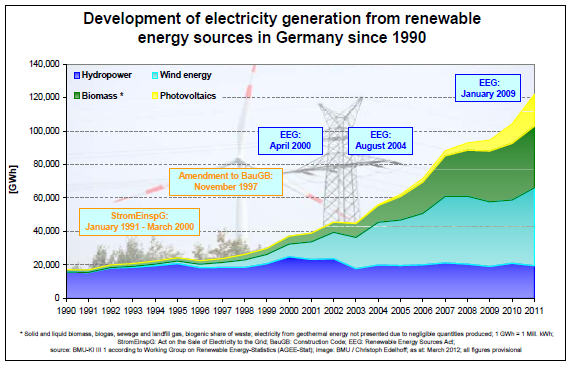 Development of electricity generation from renewable
energy sources in Germany since 1990
140,000
120,000
100,000
80,000
60,000
40,000
20,000
0
[GWh]
Hydropower
Wind energy
Biomass *
Photovoltaics
EEG:
January 2009
EEG:
April 2000
EEG:
August 2004
Amendment to BauGB:
November 1997
StromEinspG:
January 1991 - March 2000
1990 1991 1992 1993 1994 1995 1996 1997 1998 1999 2000 2001 2002 2003 2004 2005 2006 2007 2008 2009 2010 2011
* Solid and liquid biomass, biogas, sewage and landfill gas, biogenic share of waste; electricity from geothermal energy not presented due to negligible quantities produced; 1 GWh = 1 Mill. kWh;
StromEinspG: Act on the Sale of Electricity to the Grid; BauGB: Construction Code; EEG: Renewable Energy Sources Act;
source: BMU-KI III 1 according to Working Group on Renewable Energy-Statistics (AGEE-Stat); image: BMU / Christoph Edelhoff; as at: March 2012; all figures provisional